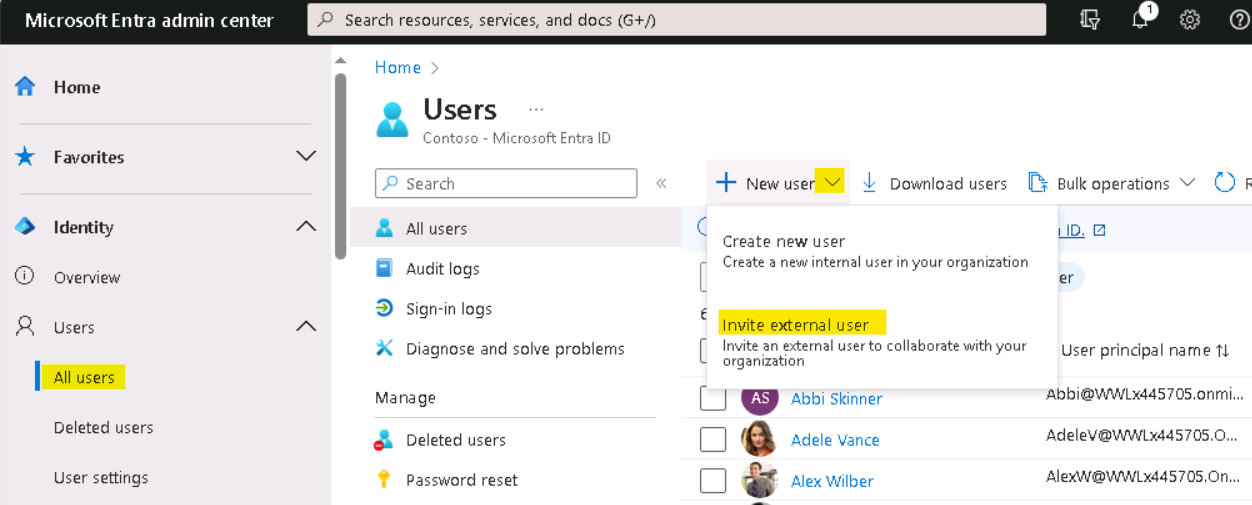 Microsoft Entra admin center
Search resources, services, and docs (G+/)
1
Home
Favorites
Identity
Overview
Users
All users
Deleted users
User settings
Home >
Users ...
Contoso - Microsoft Entra ID
Search
All users
Audit logs
Sign-in logs
Diagnose and solve problems
Manage
Deleted users
Password reset
New user
Download users
Bulk operations
Create new user
Create a new internal user in your organization
Invite external user
Invite an external user to collaborate with your
organization
ID.
er
User principal name
AS Abbi Skinner Abbi@WWLx445705.onmi...
Adele Vance AdeleV@WWLx445705.O...
Alex Wilber AlexW@WWLx445705.On...